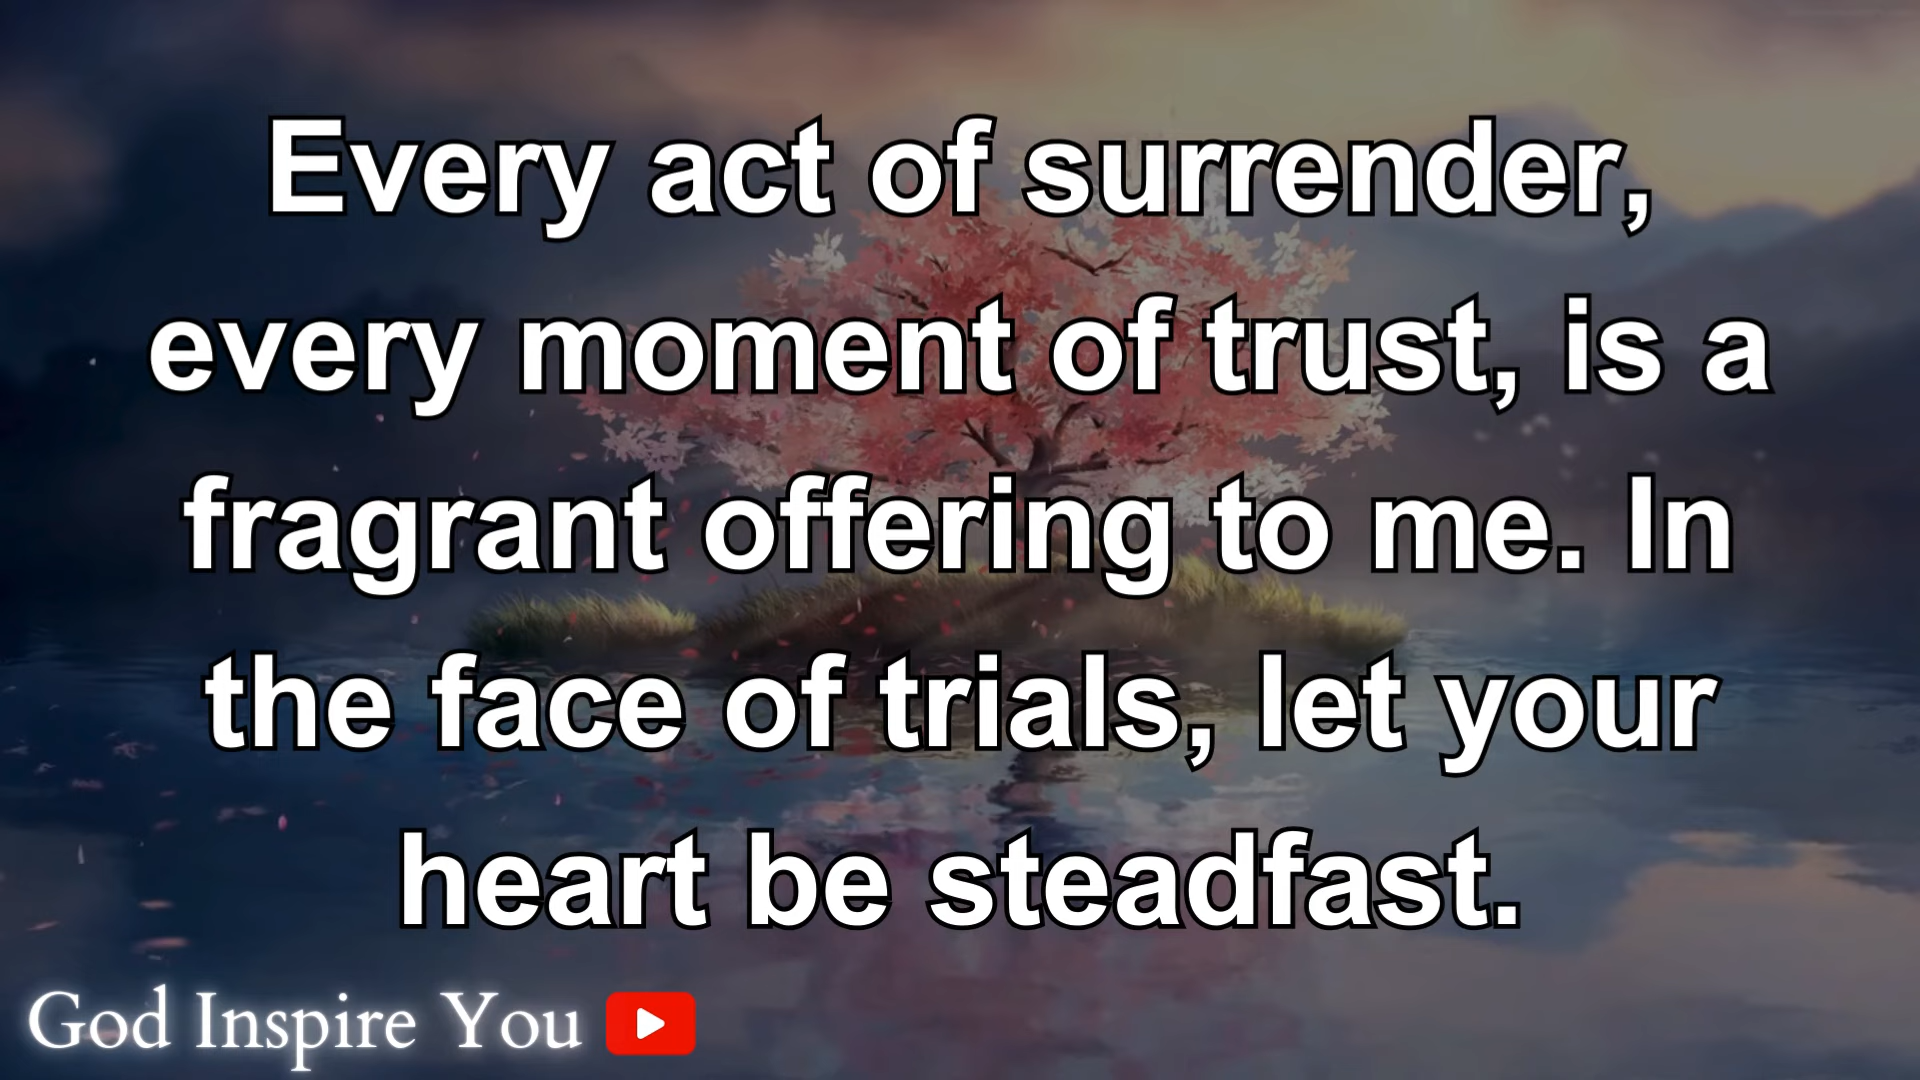 Every act of surrender,
every moment of trust, is a
fragrant offering to me. In
the face of trials, let your
heart be steadfast.
God Inspire You